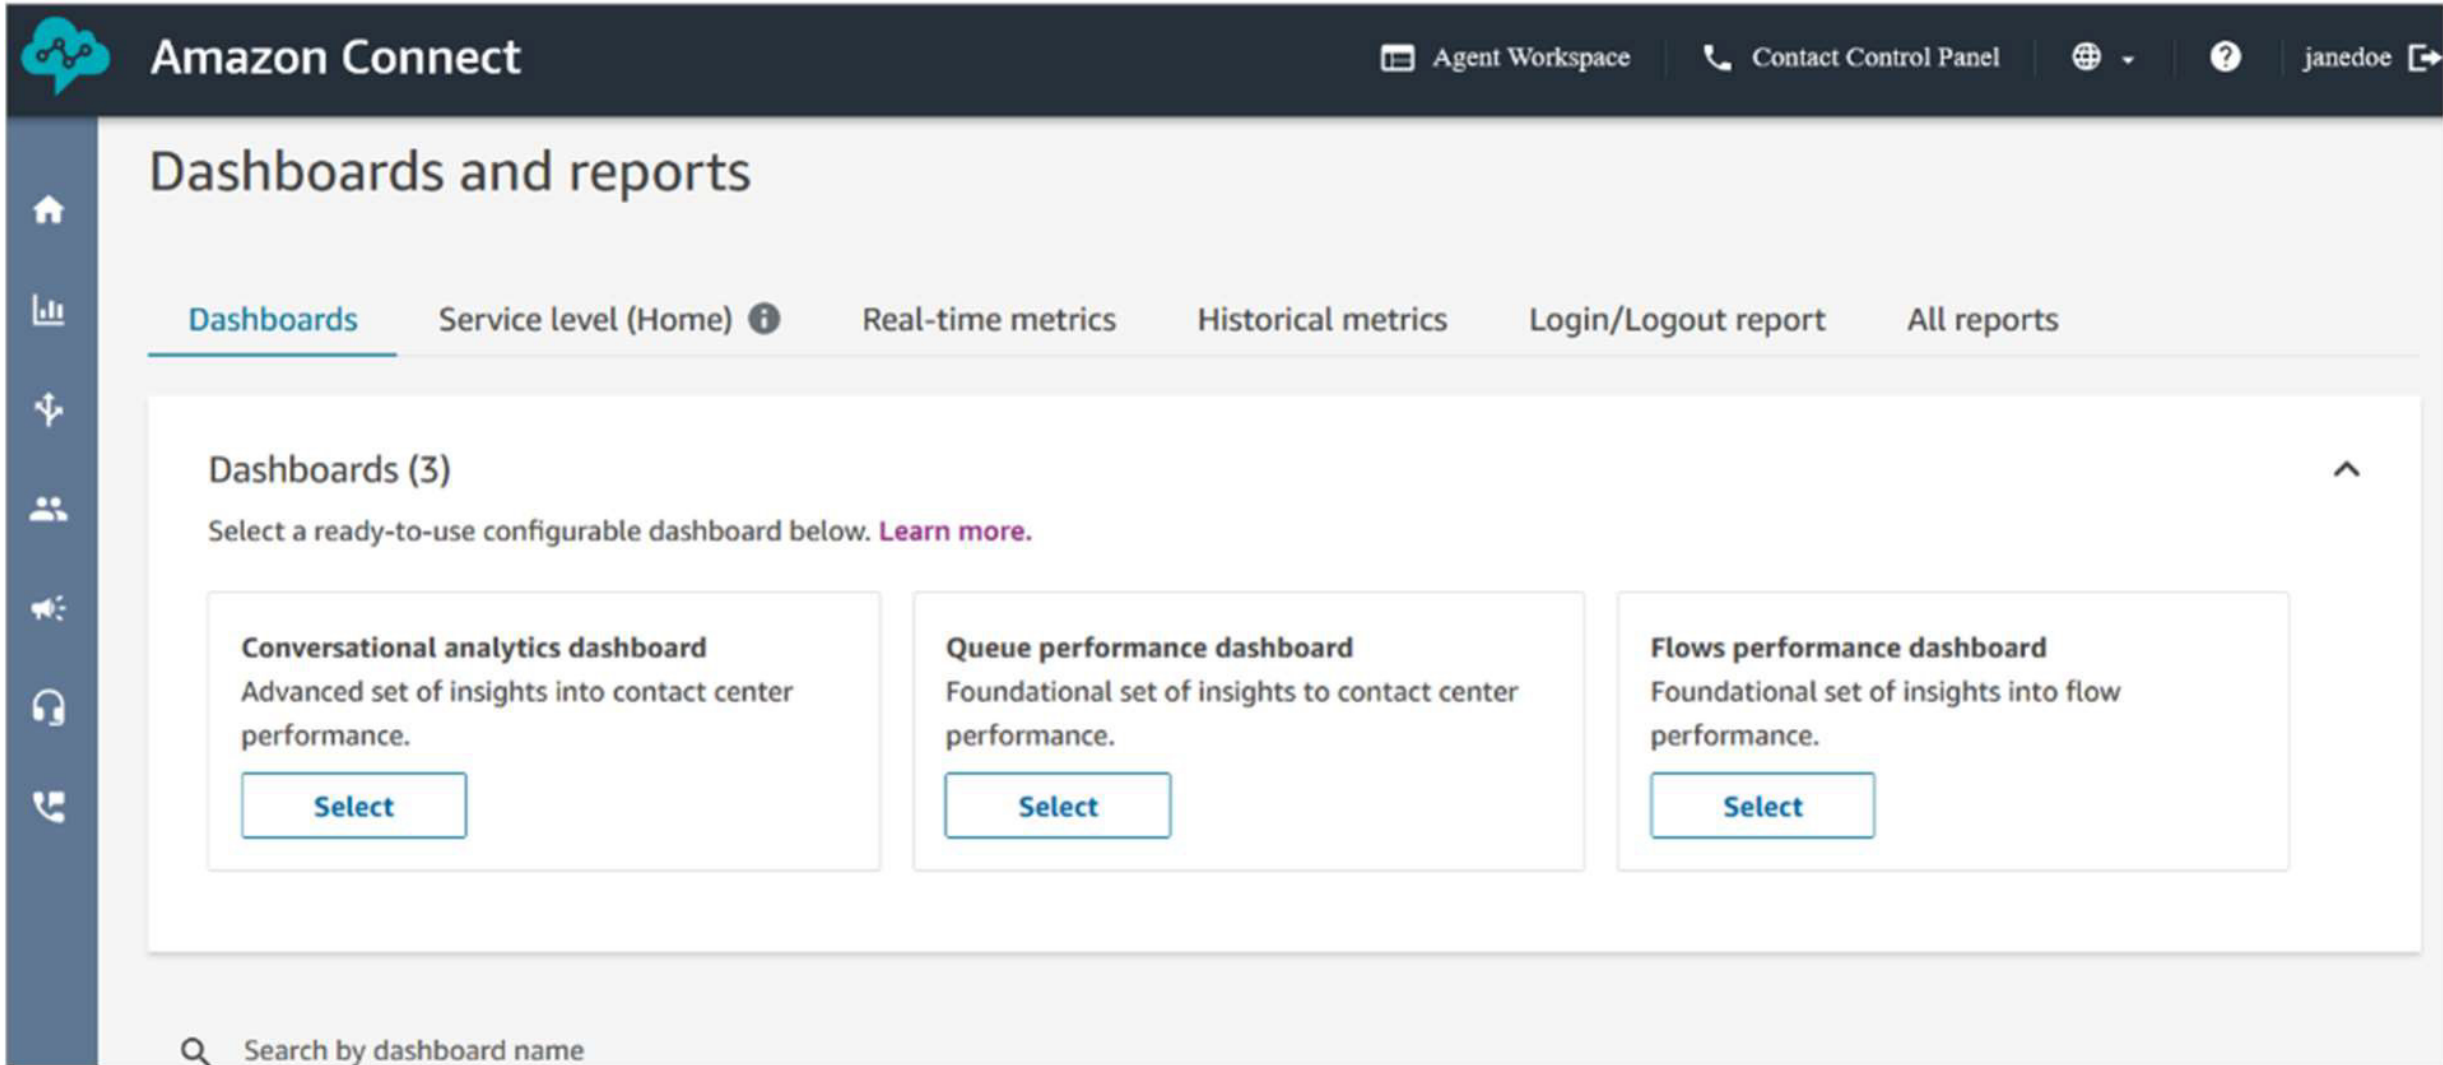 Amazon Connect
Agent Workspace
Contact Control Panel
janedoe
Dashboards and reports
Dashboards
Service level (Home)
Real-time metrics
Historical metrics
Login/Logout report
All reports
Dashboards (3)
Select a ready-to-use configurable dashboard below. Learn more.
Conversational analytics dashboard
Advanced set of insights into contact center
performance.
Select
Queue performance dashboard
Foundational set of insights to contact center
performance.
Select
Flows performance dashboard
Foundational set of insights into flow
performance.
Select
Search by dashboard name